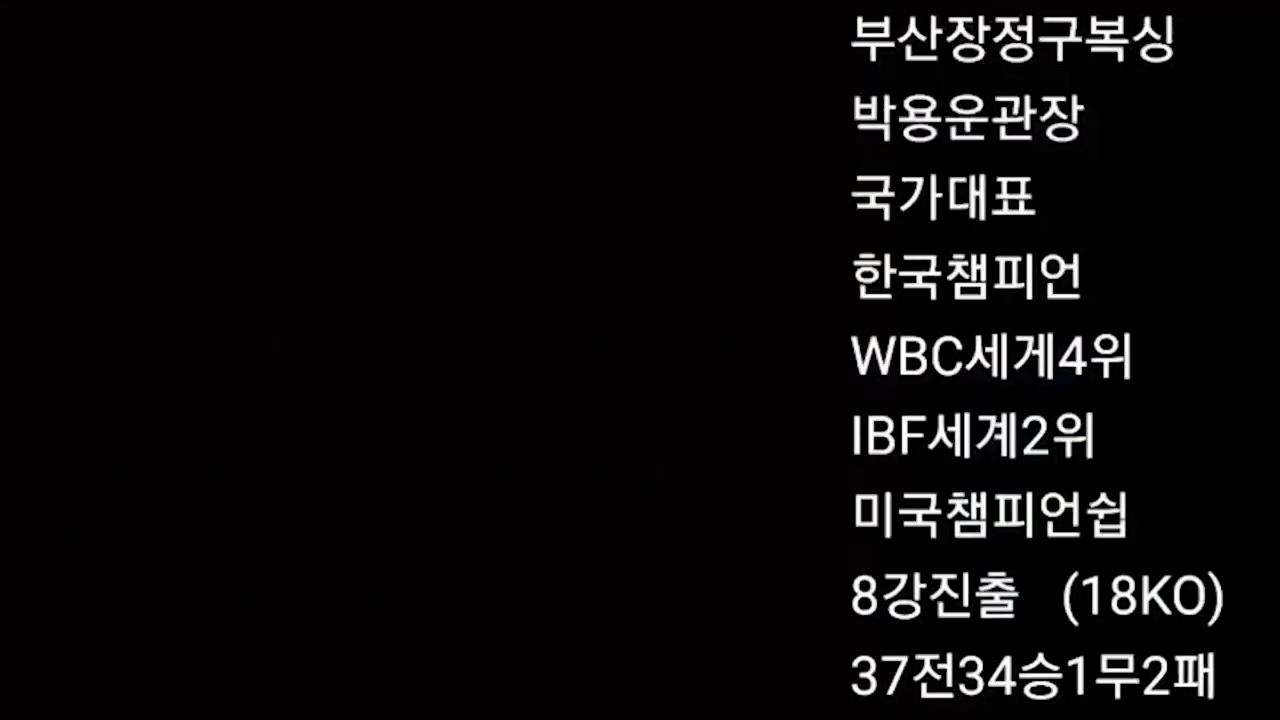 부산장정구복싱
박용운관장
국가대표
한국챔피언
WBC세게4위
IBF세계2위
미국챔피언쉽
8강진출 (18KO)
37전34승1무2패